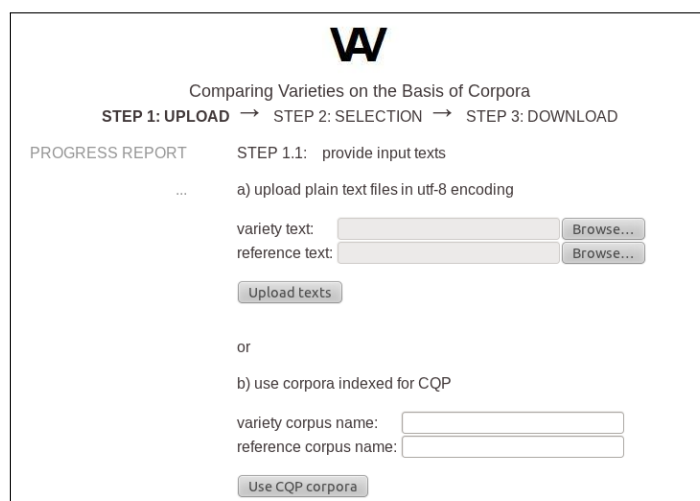 VAV
Comparing Varieties on the Basis of Corpora
STEP 1: UPLOAD → STEP 2: SELECTION → STEP 3: DOWNLOAD
PROGRESS REPORT
...
STEP 1.1: provide input texts
a) upload plain text files in utf-8 encoding
variety text: Browse...
reference text: Browse...
Upload texts
or
b) use corpora indexed for CQP
variety corpus name:
reference corpus name:
Use CQP corpora